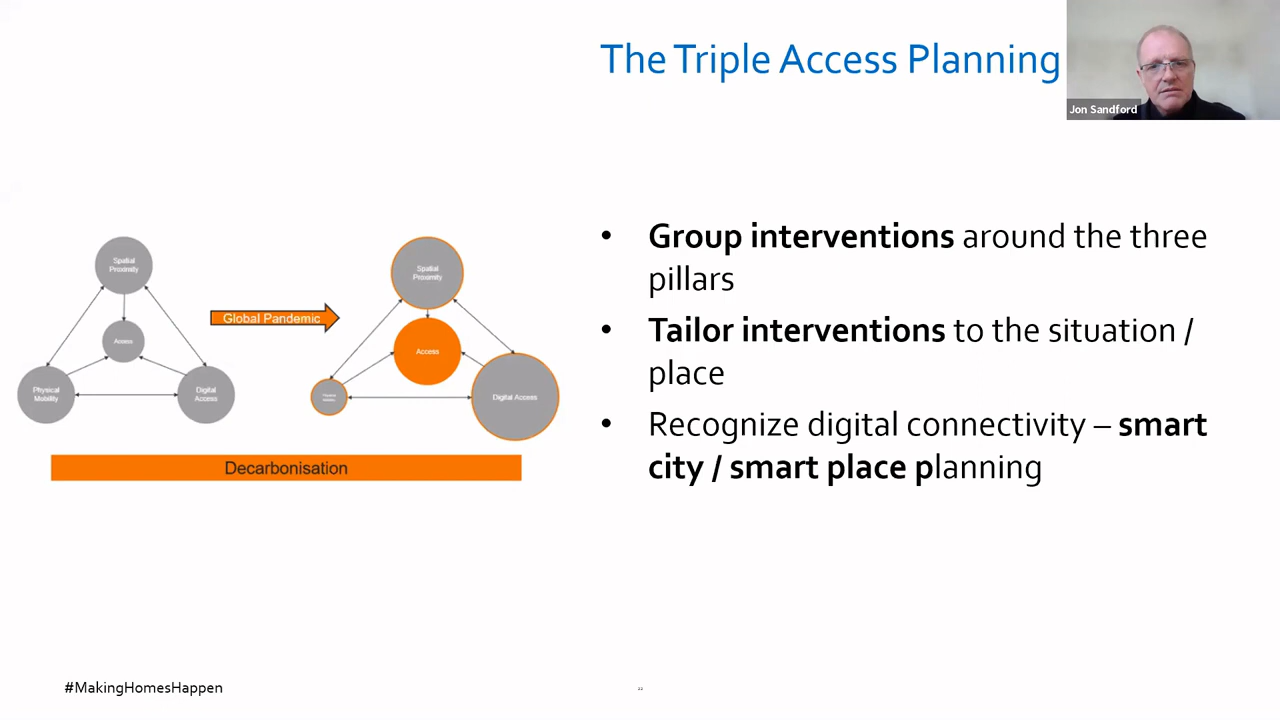 The Triple Access Planning
Jon Sandford
Spatial
Proximity
Access
Physical
Mobility
Digital
Access
Global Pandemic
Spatial
Proximity
Access
Digital Access
Decarbonisation
• Group interventions around the three
pillars
• Tailor interventions to the situation /
place
• Recognize digital connectivity – smart
city / smart place planning
#MakingHomesHappen